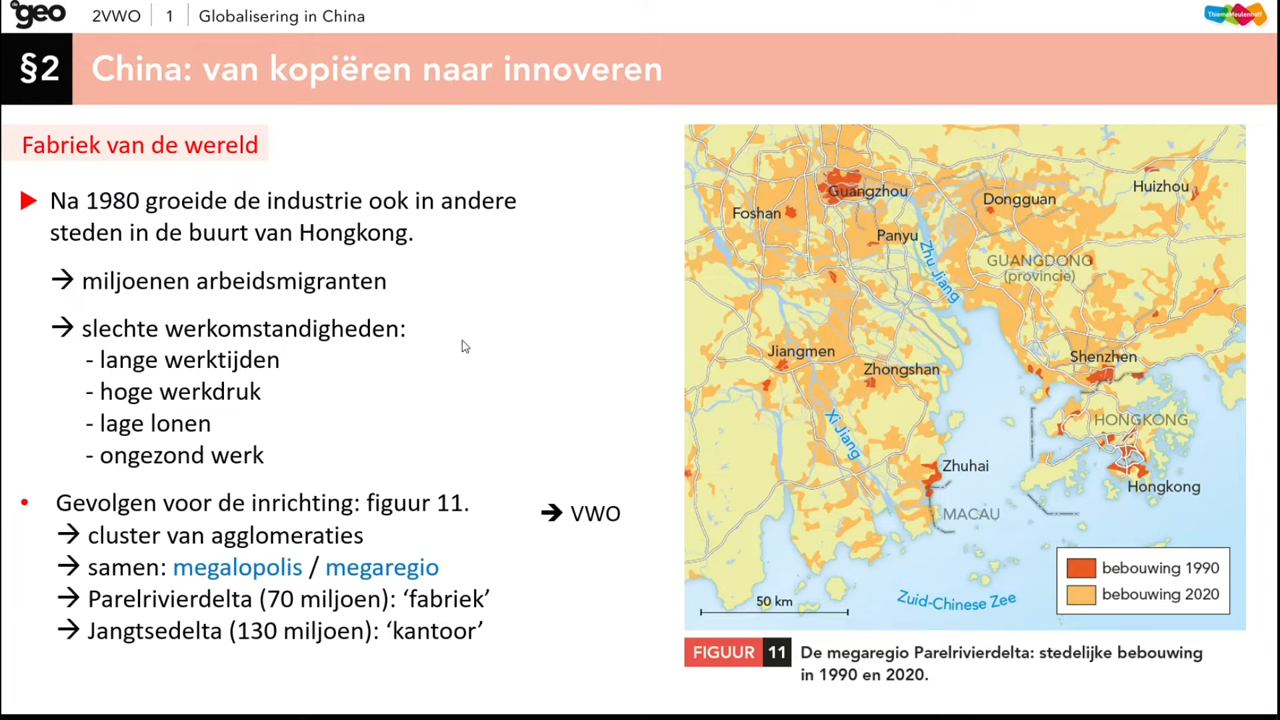 geo 2VWO 1 Globalisering in China
ThiemeMeulenhoff
§2 China: van kopiëren naar innoveren
Fabriek van de wereld
Na 1980 groeide de industrie ook in andere
steden in de buurt van Hongkong.
→ miljoenen arbeidsmigranten
→ slechte werkomstandigheden:
- lange werktijden
- hoge werkdruk
- lage lonen
- ongezond werk
• Gevolgen voor de inrichting: figuur 11.
→ VWO
→ cluster van agglomeraties
→ samen: megalopolis / megaregio
→ Parelrivierdelta (70 miljoen): ‘fabriek’
→ Jangtsedelta (130 miljoen): ‘kantoor’
Guangzhou
Huizhou
Dongguan
Foshan
Panyu
Zhu Jiang
GUANGDONG
(provincie)
Jiangmen
Shenzhen
Zhongshan
Xi Jiang
HONGKONG
Zhuhai
Hongkong
MACAU
bebouwing 1990
bebouwing 2020
50 km
Zuid-Chinese Zee
FIGUUR 11 De megaregio Parelrivierdelta: stedelijke bebouwing
in 1990 en 2020.